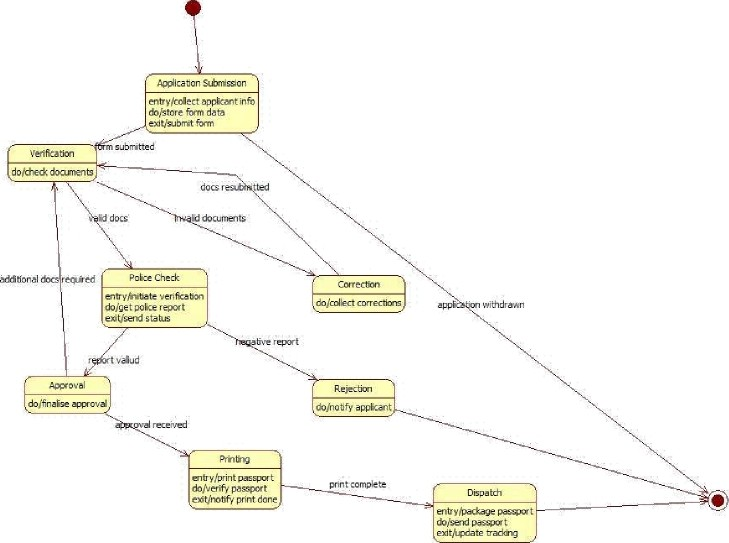 Application Submission
entry/collect applicant info
do/store form data
exit/submit form
form submitted
Verification
do/check documents
docs resubmitted
valid docs
invalid documents
additional docs required
Police Check
entry/initiate verification
do/get police report
exit/send status
Correction
do/collect corrections
application withdrawn
negative report
report valiud
Approval
do/finalise approval
Rejection
do/notify applicant
approval received
Printing
entry/print passport
do/verify passport
exit/notify print done
print complete
Dispatch
entry/package passport
do/send passport
exit/update tracking